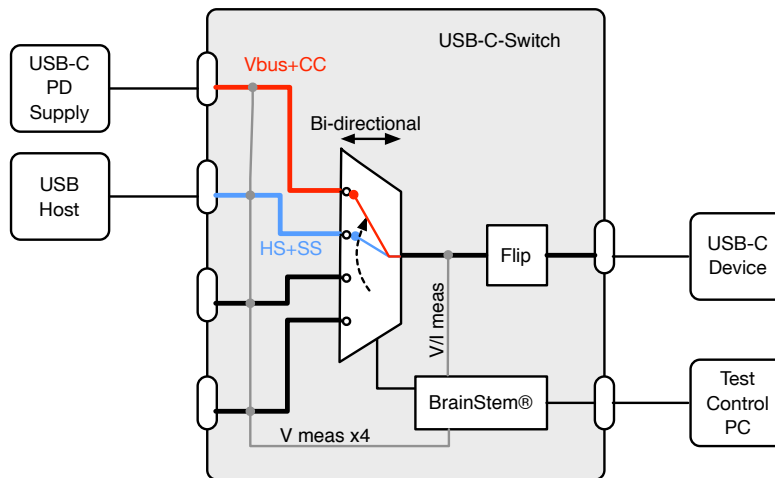 USB-C-Switch
USB-C
PD
Supply
Vbus+CC
Bi-directional
USB
Host
HS+SS
Flip
USB-C
Device
V/I meas
BrainStem®
Test
Control
PC
V meas x4